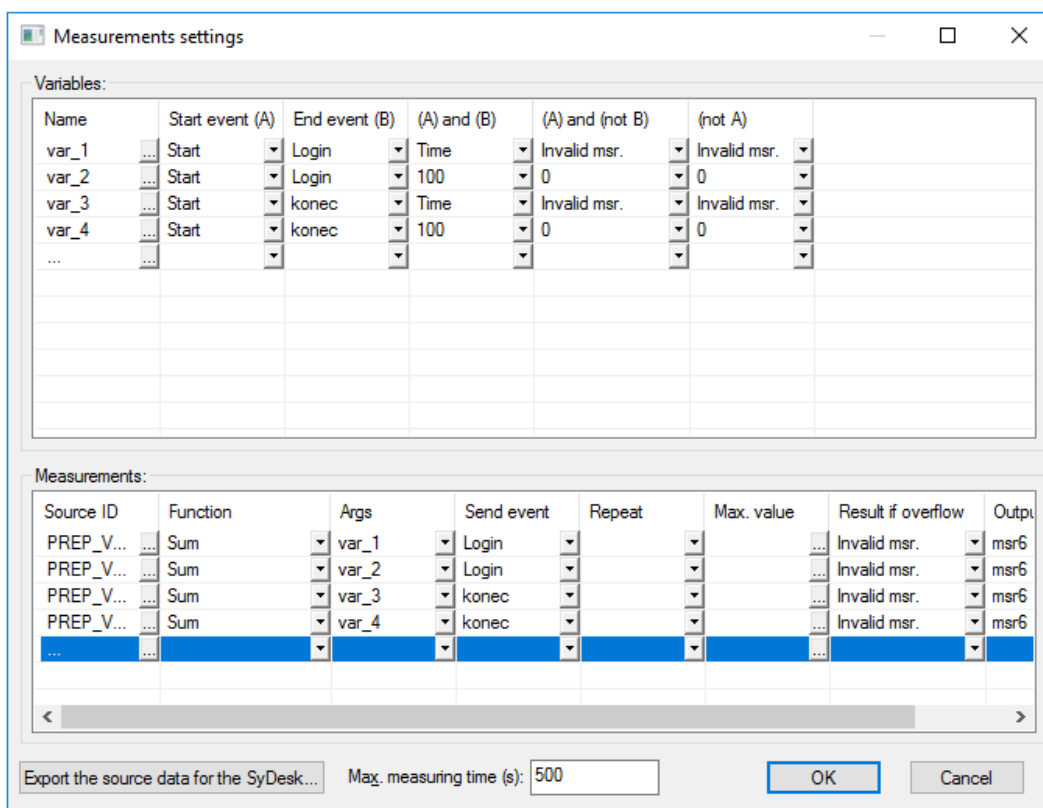 Measurements settings
Variables:
Name Start event (A) End event (B) (A) and (B) (A) and (not B) (not A)
var_1 ... Start Login Time Invalid msr. Invalid msr.
var_2 ... Start Login 100 0 0
var_3 ... Start konec Time Invalid msr. Invalid msr.
var_4 ... Start konec 100 0 0
... ...
Measurements:
Source ID Function Args Send event Repeat Max. value Result if overflow Outpu
PREP_V... ... Sum var_1 Login ... Invalid msr. msr6
PREP_V... ... Sum var_2 Login ... Invalid msr. msr6
PREP_V... ... Sum var_3 konec ... Invalid msr. msr6
PREP_V... ... Sum var_4 konec ... Invalid msr. msr6
... ... ...
Export the source data for the SyDesk... Max. measuring time (s): 500 OK Cancel